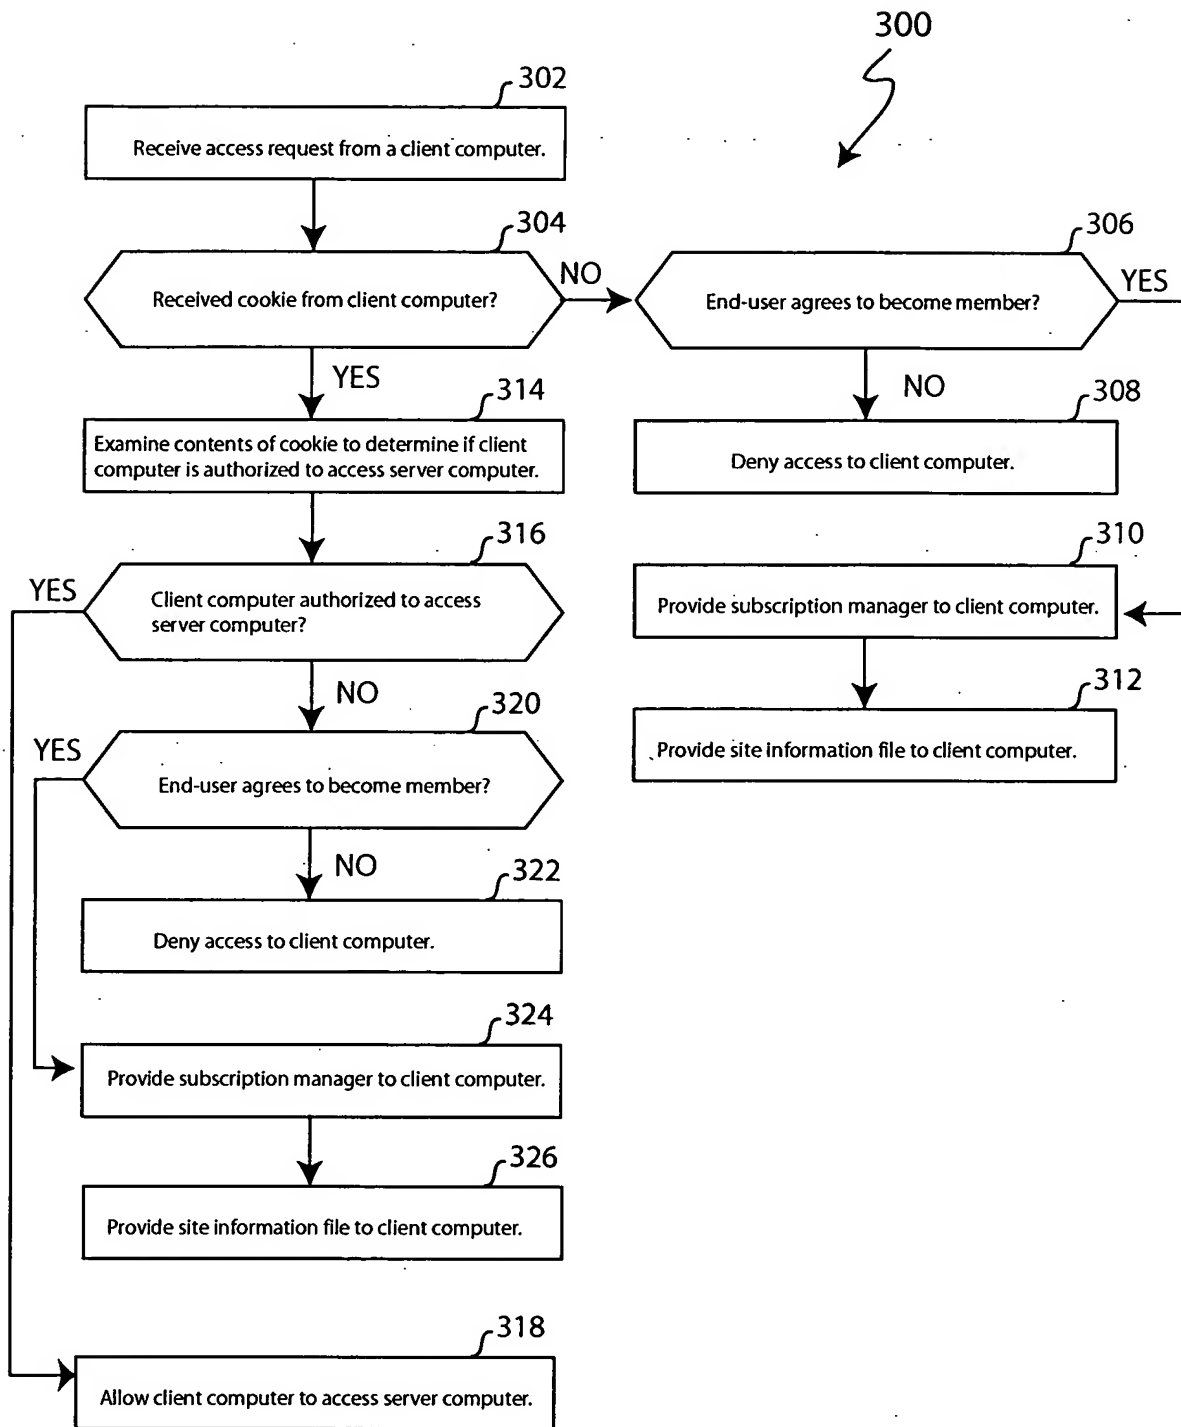 300
302
Receive access request from a client computer.
304
Received cookie from client computer?
NO
306
End-user agrees to become member?
YES
YES
NO
314
Examine contents of cookie to determine if client
computer is authorized to access server computer.
308
Deny access to client computer.
316
YES
Client computer authorized to access
server computer?
310
Provide subscription manager to client computer.
NO
312
Provide site information file to client computer.
320
YES
End-user agrees to become member?
NO
322
Deny access to client computer.
324
Provide subscription manager to client computer.
326
Provide site information file to client computer.
318
Allow client computer to access server computer.